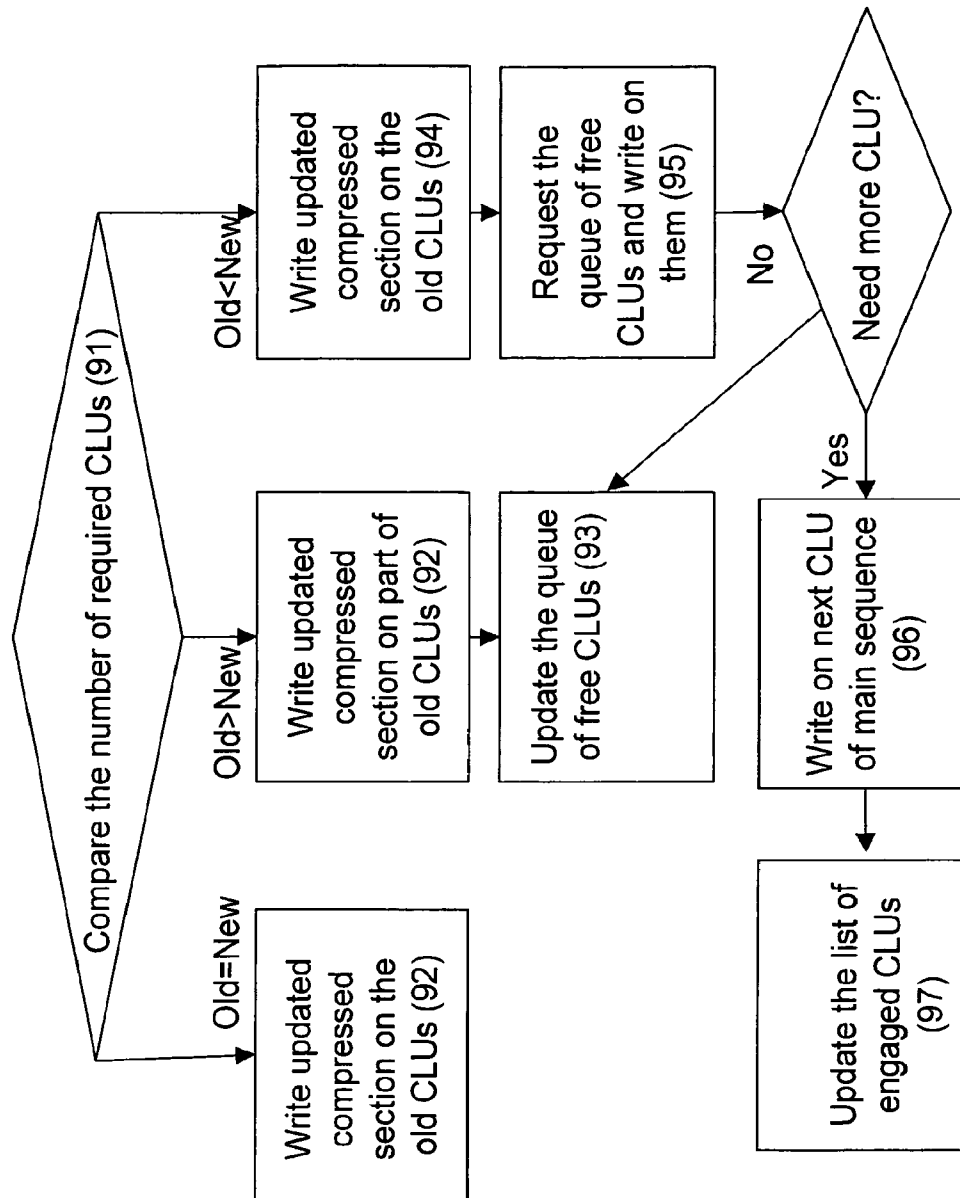 Compare the number of required CLUs (91)
Old=New
Old>New
Old<New
Write updated
compressed
section on the
old CLUs (92)
Write updated
compressed
section on part of
old CLUs (92)
Write updated
compressed
section on the
old CLUs (94)
Update the queue
of free CLUs (93)
Request the
queue of free
CLUs and write on
them (95)
No
Need more CLU?
Yes
Write on next CLU
of main sequence
(96)
Update the list of
engaged CLUs
(97)